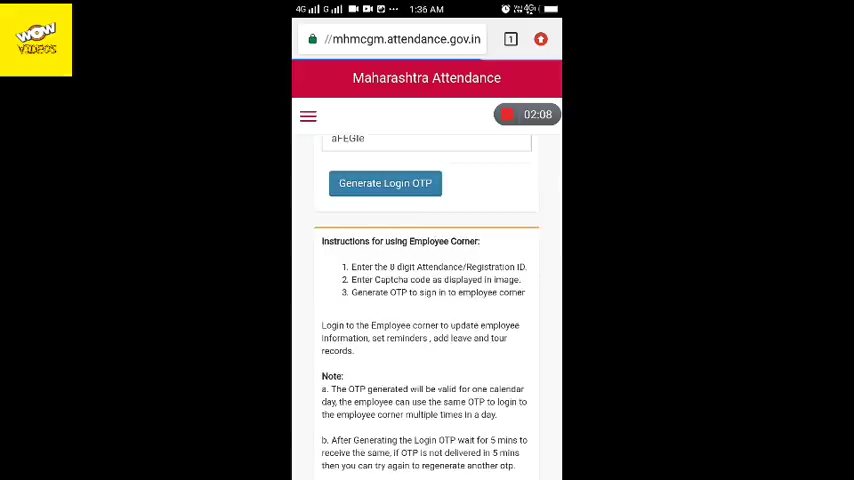 WOW
VIDEOS
4G G ... 1:36 AM 4G
//mhmcgm.attendance.gov.in 1
Maharashtra Attendance
02:08
aFEGle
Generate Login OTP
Instructions for using Employee Corner:
1. Enter the 8 digit Attendance/Registration ID.
2. Enter Captcha code as displayed in image.
3. Generate OTP to sign in to employee corner
Login to the Employee corner to update employee
information, set reminders , add leave and tour
records.
Note:
a. The OTP generated will be valid for one calendar
day, the employee can use the same OTP to login to
the employee corner multiple times in a day.
b. After Generating the Login OTP wait for 5 mins to
receive the same, if OTP is not delivered in 5 mins
then you can try again to regenerate another otp.